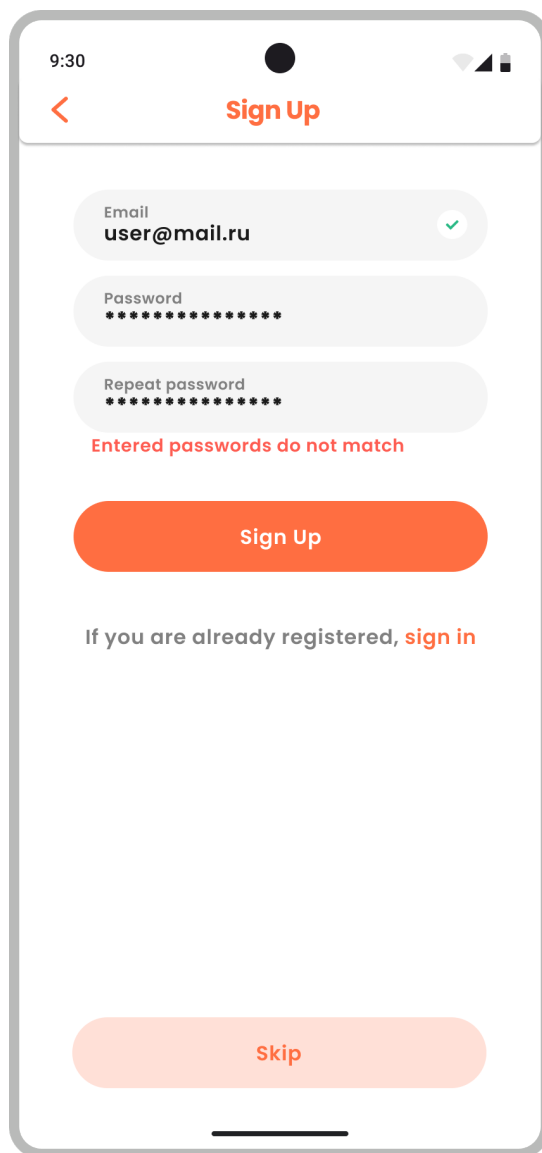 9:30
Sign Up
Email
user@mail.ru
Password
***************
Repeat password
***************
Entered passwords do not match
Sign Up
If you are already registered, sign in
Skip